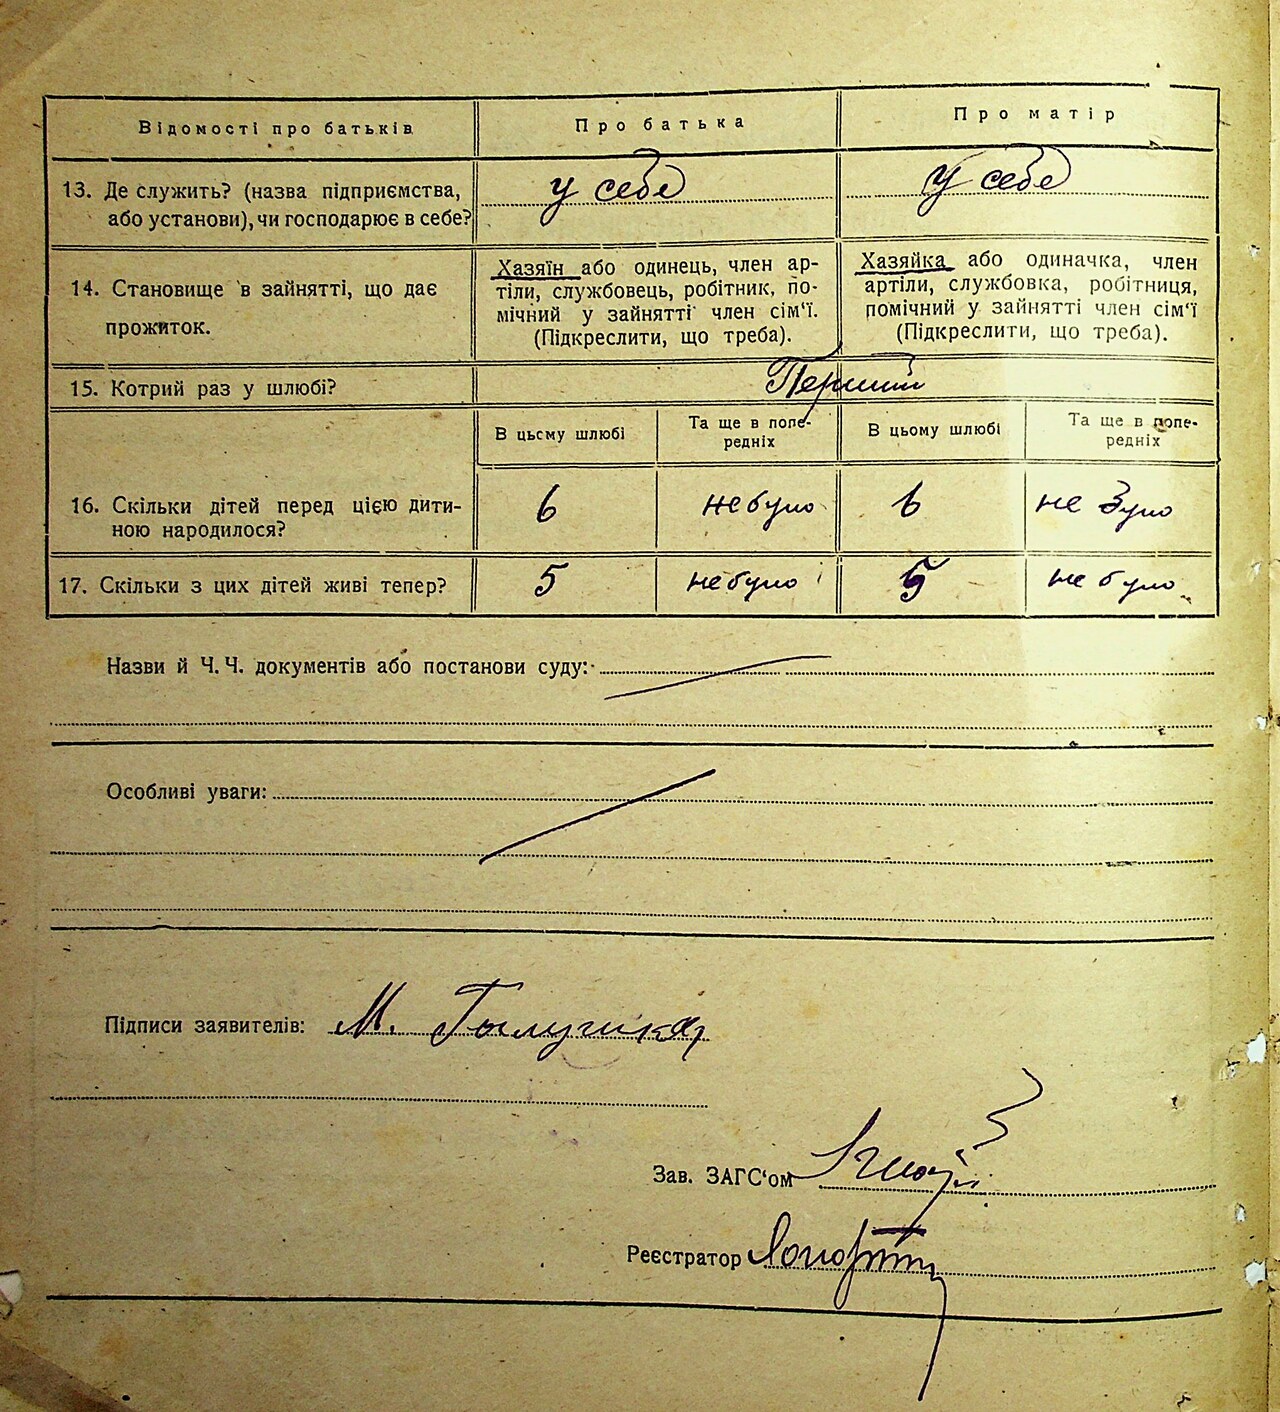 Відомості про батьків
Про батька
Про матір
13. Де служить? (назва підприємства, або установи), чи господарює в себе?
у себе
у себе
14. Становище в зайнятті, що дає прожиток.
Хазяїн або одинець, член ар-
тіли, службовець, робітник, по-
мічний у зайнятті член сім'ї.
(Підкреслити, що треба).
Хазяйка або одиначка, член
артіли, службовка, робітниця,
помічний у зайнятті член сім'ї
(Підкреслити, що треба).
15. Котрий раз у шлюбі?
Перший
В цьсму шлюбі
Та ще в попе-
редніх
В цьому шлюбі
Та ще в попе-
редніх
16. Скільки дітей перед цією дити-
ною народилося?
6
не було
6
не було
17. Скільки з цих дітей живі тепер?
5
не було
5
не було
Назви й Ч. Ч. документів або постанови суду:
Особливі уваги:
Підписи заявителів: М.
Зав. ЗАГС'ом
Реєстратор